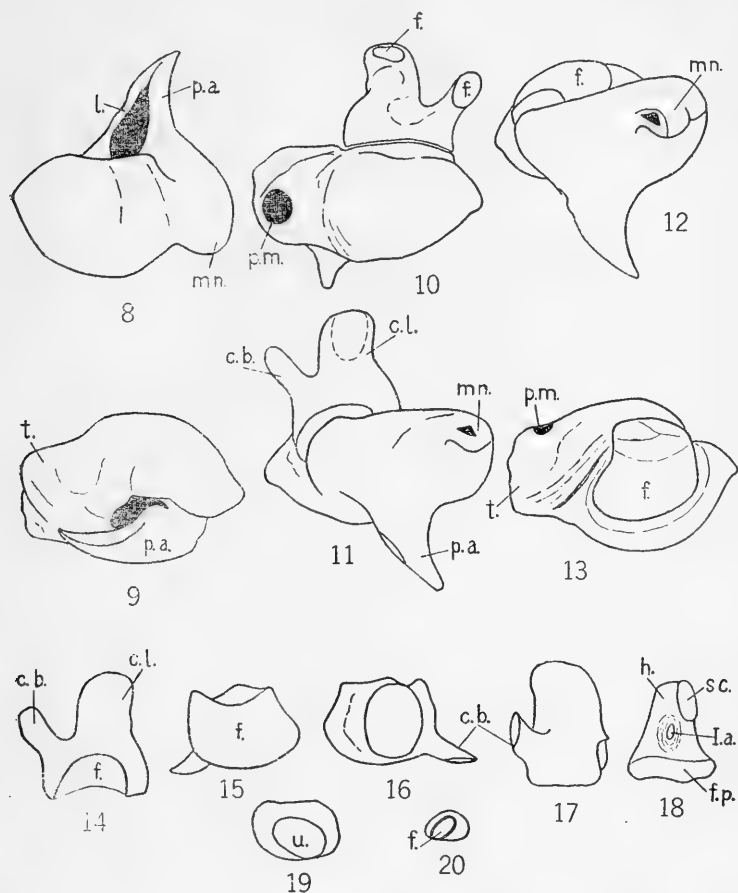 f.
l.
p.a.
f.
f.
mn.
p.m.
mn.
8
10
12
c.b.
c.l.
mn.
p.m.
t.
f.
t.
p.a.
p.a.
9
11
13
c.b.
c.l.
f.
f.
c.b.
h.
sc.
I.a.
f.p.
14
15
16
17
18
u.
f.
19
20